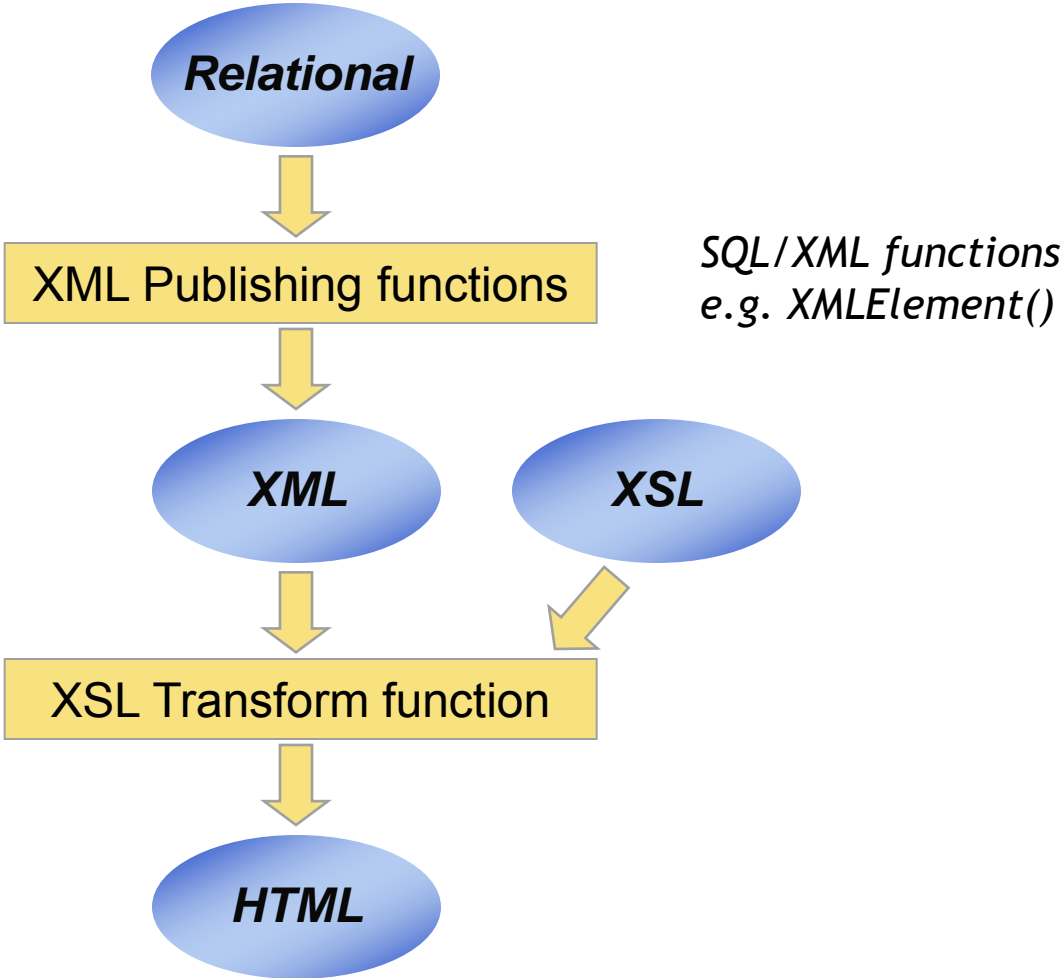 Relational
XML Publishing functions
SQL/XML functions
e.g. XMLElement()
XML
XSL
XSL Transform function
HTML